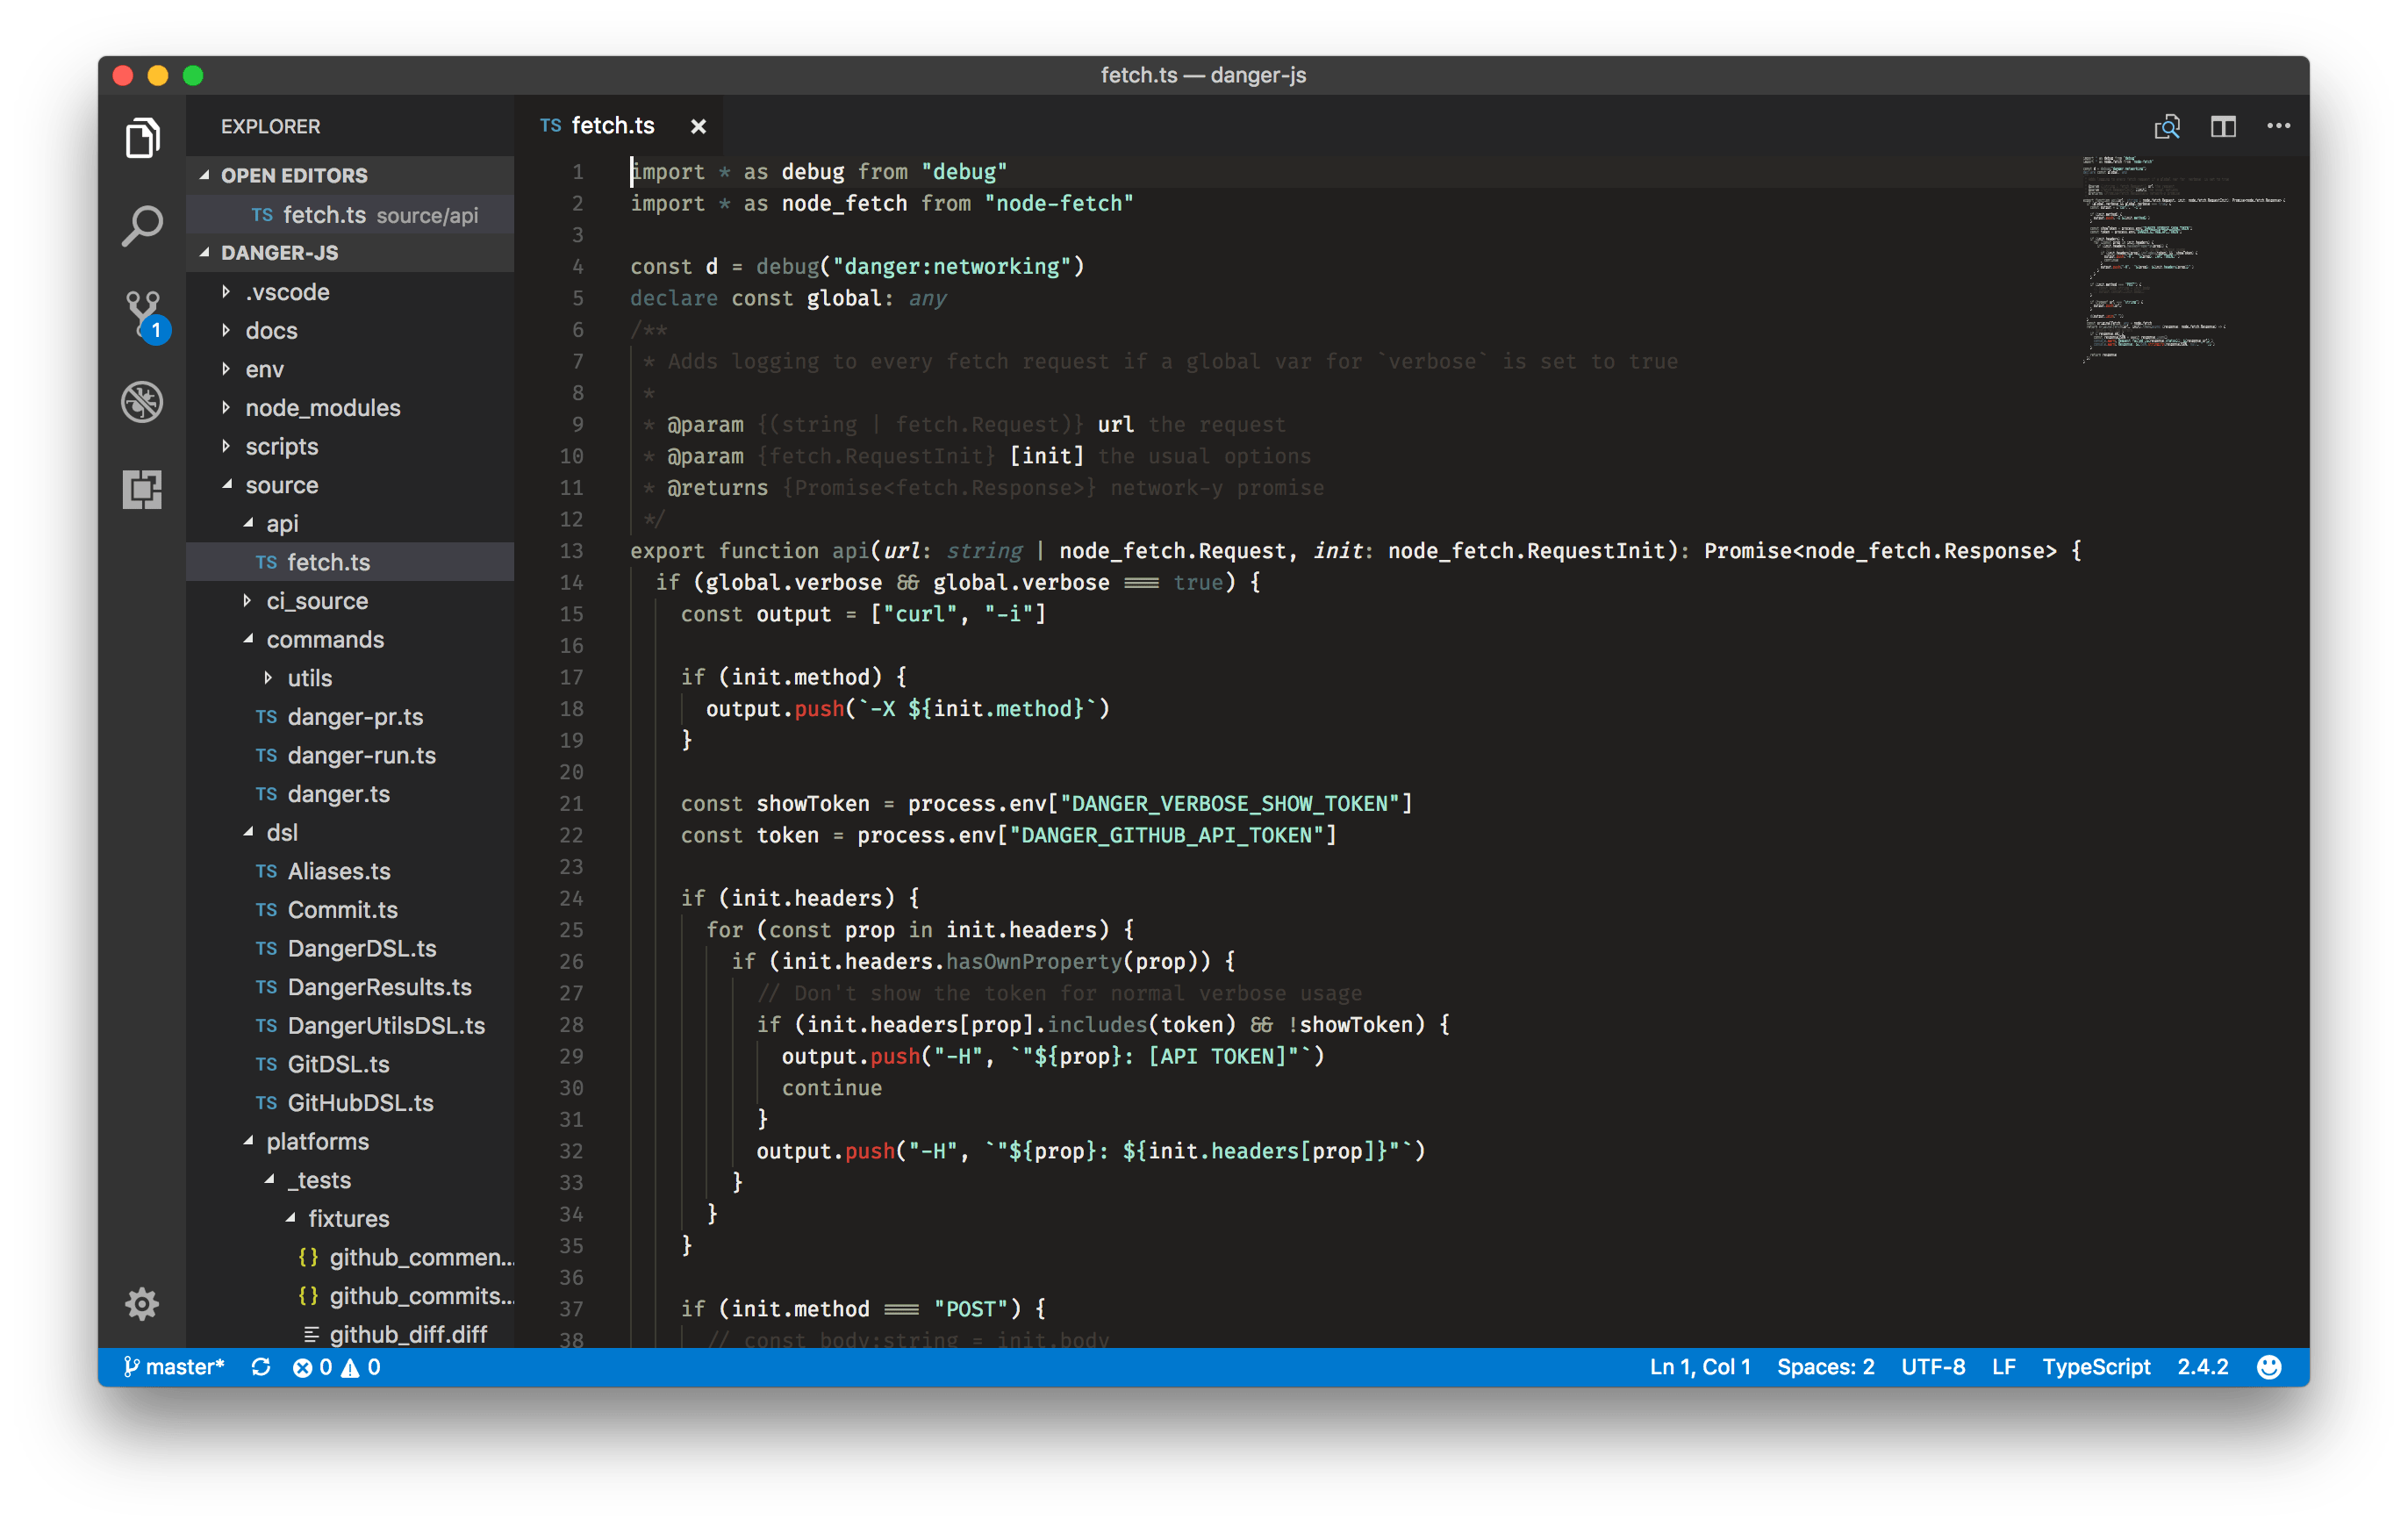 fetch.ts — danger-js
EXPLORER
OPEN EDITORS
TS fetch.ts source/api
DANGER-JS
.vscode
docs
env
node_modules
scripts
source
api
TS fetch.ts
ci_source
commands
utils
TS danger-pr.ts
TS danger-run.ts
TS danger.ts
dsl
TS Aliases.ts
TS Commit.ts
TS DangerDSL.ts
TS DangerResults.ts
TS DangerUtilsDSL.ts
TS GitDSL.ts
TS GitHubDSL.ts
platforms
_tests
fixtures
{} github_commen...
{} github_commits...
github_diff.diff
1
TS fetch.ts ×
1 import * as debug from "debug"
2 import * as node_fetch from "node-fetch"
3
4 const d = debug("danger:networking")
5 declare const global: any
6 /**
7 * Adds logging to every fetch request if a global var for `verbose` is set to true
8 *
9 * @param {(string | fetch.Request)} url the request
10 * @param {fetch.RequestInit} [init] the usual options
11 * @returns {Promise<fetch.Response>} network-y promise
12 */
13 export function api(url: string | node_fetch.Request, init: node_fetch.RequestInit): Promise<node_fetch.Response> {
14 if (global.verbose && global.verbose === true) {
15 const output = ["curl", "-i"]
16
17 if (init.method) {
18 output.push(`-X ${init.method}`)
19 }
20
21 const showToken = process.env["DANGER_VERBOSE_SHOW_TOKEN"]
22 const token = process.env["DANGER_GITHUB_API_TOKEN"]
23
24 if (init.headers) {
25 for (const prop in init.headers) {
26 if (init.headers.hasOwnProperty(prop)) {
27 // Don't show the token for normal verbose usage
28 if (init.headers[prop].includes(token) && !showToken) {
29 output.push("-H", `"${prop}: [API TOKEN]"`)
30 continue
31 }
32 output.push("-H", `"${prop}: ${init.headers[prop]}"`)
33 }
34 }
35 }
36
37 if (init.method === "POST") {
38 // const body:string = init.body
master* 0 0
Ln 1, Col 1 Spaces: 2 UTF-8 LF TypeScript 2.4.2